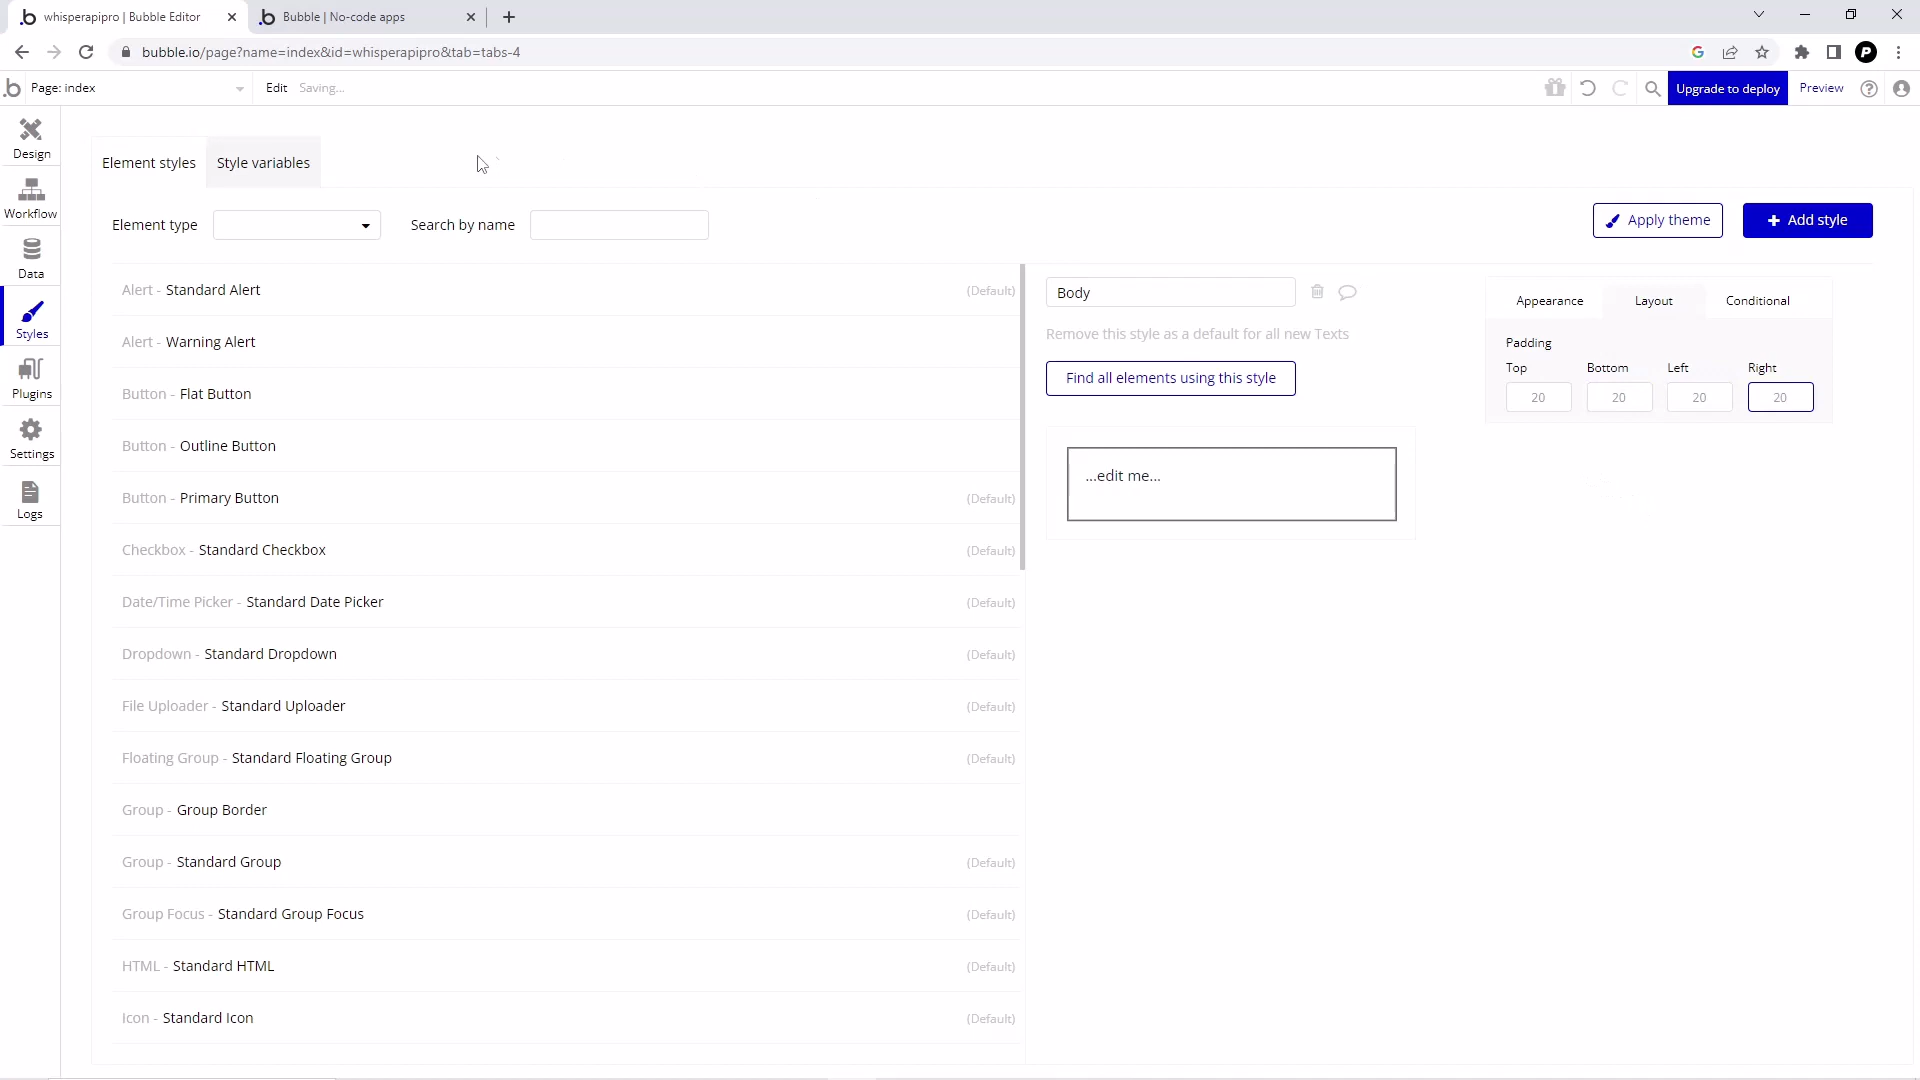 whisperapipro | Bubble Editor
Bubble | No-code apps
bubble.io/page?name=index&id=whisperapipro&tab=tabs-4
Page: index
Edit
Saving...
Upgrade to deploy
Preview
Design
Workflow
Data
Styles
Plugins
Settings
Logs
Element styles
Style variables
Element type
Search by name
Apply theme
Add style
Alert - Standard Alert (Default)
Alert - Warning Alert
Button - Flat Button
Button - Outline Button
Button - Primary Button (Default)
Checkbox - Standard Checkbox (Default)
Date/Time Picker - Standard Date Picker (Default)
Dropdown - Standard Dropdown (Default)
File Uploader - Standard Uploader (Default)
Floating Group - Standard Floating Group (Default)
Group - Group Border
Group - Standard Group (Default)
Group Focus - Standard Group Focus (Default)
HTML - Standard HTML (Default)
Icon - Standard Icon (Default)
Body
Remove this style as a default for all new Texts
Find all elements using this style
...edit me...
Appearance
Layout
Conditional
Padding
Top Bottom Left Right
20 20 20 20